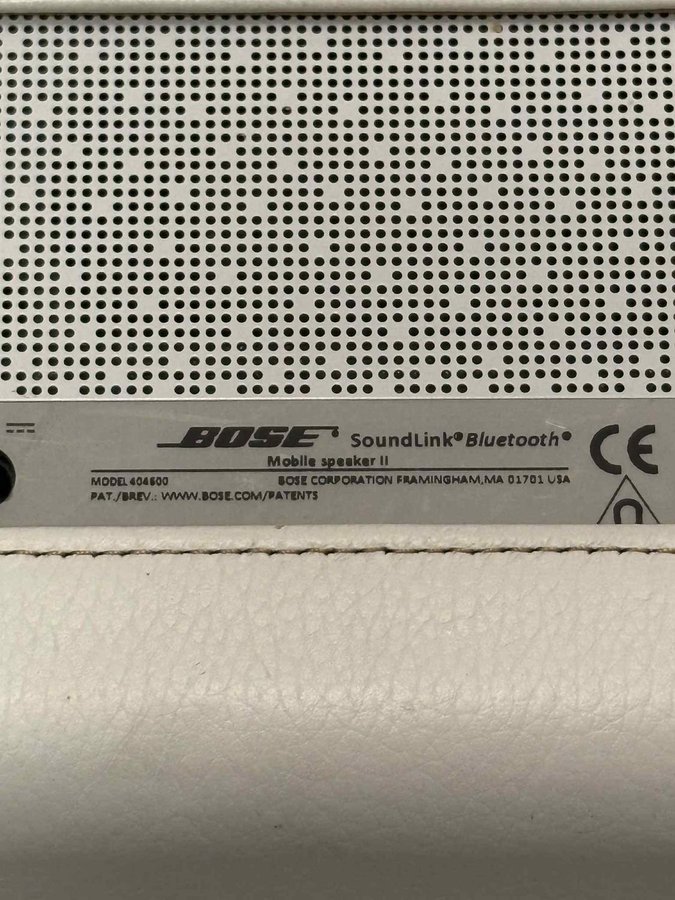 BOSE® SoundLink® Bluetooth®
Mobile speaker II
MODEL 404600 BOSE CORPORATION FRAMINGHAM,MA 01701 USA
PAT./BREV.: WWW.BOSE.COM/PATENTS
CE